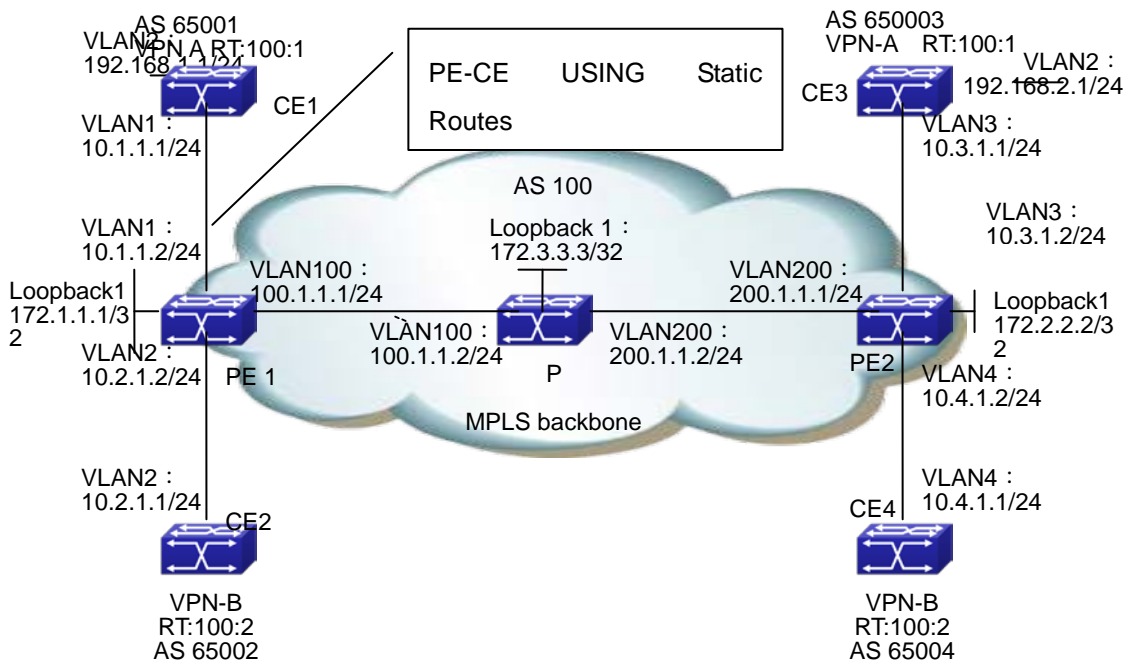 AS 65001
VLAN2：
VPN A RT:100:1
192.168.1.1/24
CE1
VLAN1：
10.1.1.1/24
PE-CE USING Static
Routes
AS 650003
VPN-A RT:100:1
VLAN2：
192.168.2.1/24
CE3
VLAN3：
10.3.1.1/24
AS 100
VLAN1：
10.1.1.2/24
Loopback 1：
172.3.3.3/32
VLAN3：
10.3.1.2/24
VLAN100：
100.1.1.1/24
VLAN200：
200.1.1.1/24
Loopback1
172.1.1.1/3
2
Loopback1
172.2.2.2/3
2
VLAN100：
100.1.1.2/24
VLAN200：
200.1.1.2/24
VLAN2：
10.2.1.2/24
PE 1
P
PE2
VLAN4：
10.4.1.2/24
MPLS backbone
VLAN2：
10.2.1.1/24
CE2
VLAN4：
10.4.1.1/24
CE4
VPN-B
RT:100:2
AS 65002
VPN-B
RT:100:2
AS 65004